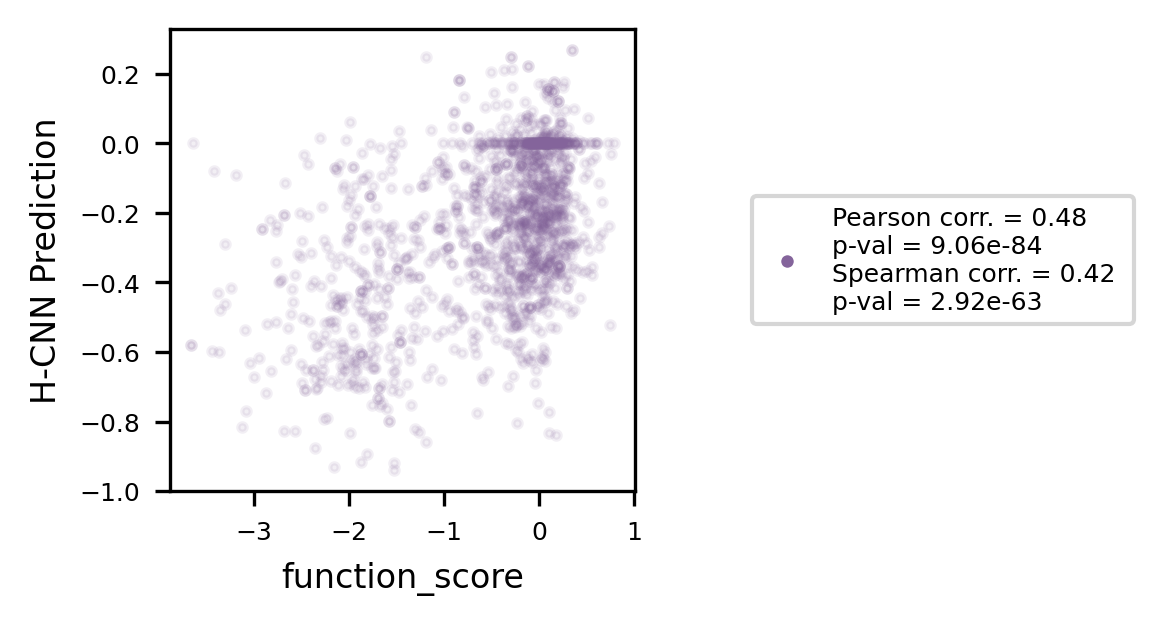 H-CNN Prediction
0.2
0.0
−0.2
−0.4
−0.6
−0.8
−1.0
−3
−2
−1
0
1
function_score
Pearson corr. = 0.48
p-val = 9.06e-84
Spearman corr. = 0.42
p-val = 2.92e-63